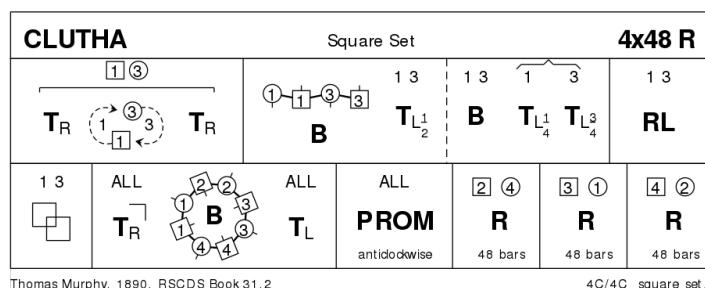 CLUTHA Square Set 4x48 R
1 3
1 3 1 3 1 3 1 3
T R 1 3 1 3 T R 1 1 3 3 B T L 1/2 B T L 1/4 T L 3/4 RL
1 3 ALL ALL ALL 2 4 3 1 4 2
T R 1 2 2 3 3 4 4 1 B T L PROM R R R
antidockwise 48 bars 48 bars 48 bars
Thomas Murphy, 1890, RSCDS Book 31.2 4C/4C square set.